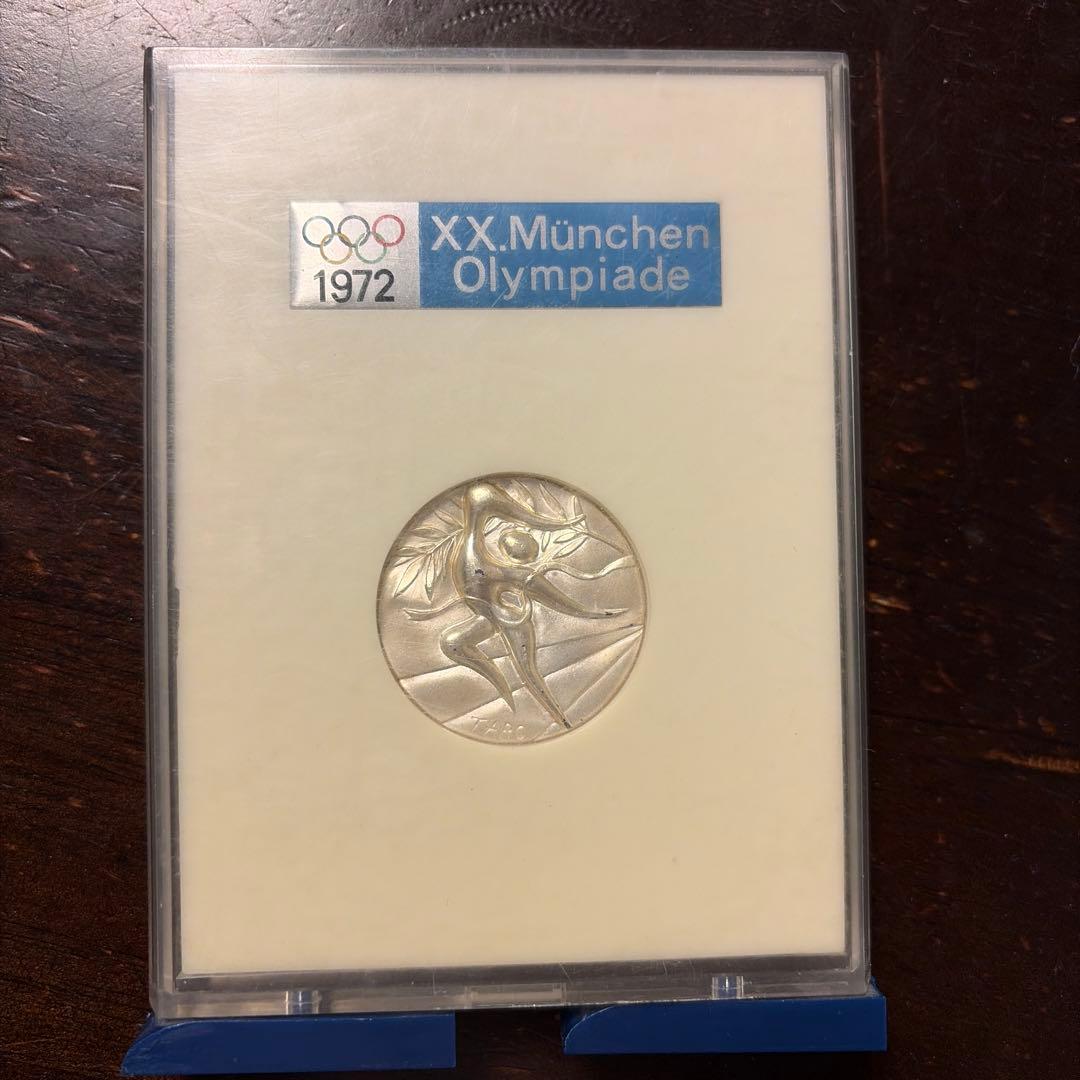 XX.München
Olympiade
1972
TARO